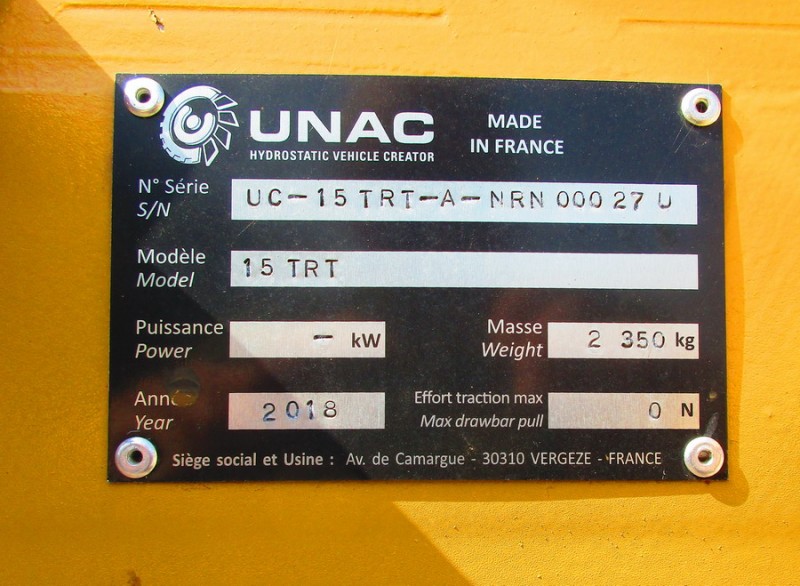 UNAC
HYDROSTATIC VEHICLE CREATOR
MADE
IN FRANCE
N° Série
S/N
UC-15 TRT-A-NRN 000 27 U
Modèle
Model
15 TRT
Puissance
Power
- kW
Masse
Weight
2 350 kg
Année
Year
2018
Effort traction max
Max drawbar pull
0 N
Siège social et Usine : Av. de Camargue - 30310 VERGEZE - FRANCE